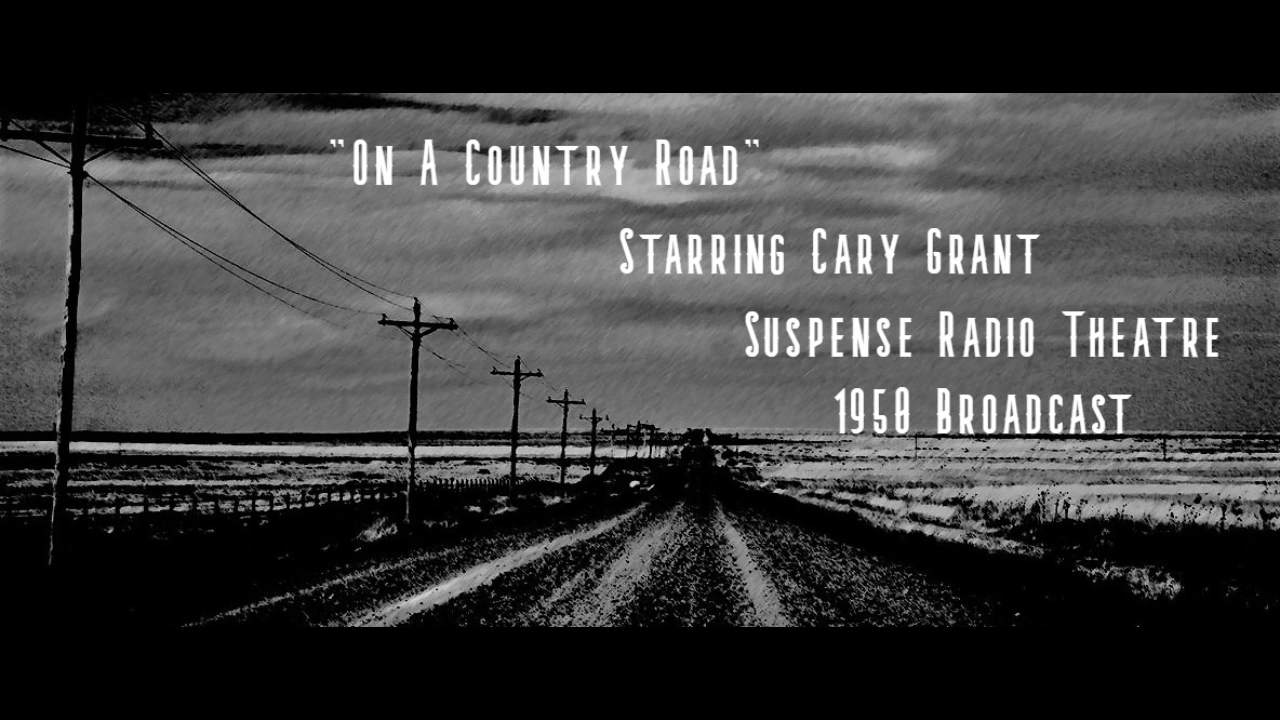 "On A Country Road"
Starring Cary Grant
Suspense Radio Theatre
1950 Broadcast